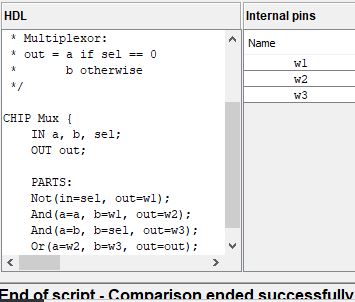 HDL
Internal pins
* Multiplexor:
* out = a if sel == 0
*       b otherwise
*/
CHIP Mux {
IN a, b, sel;
OUT out;
PARTS:
Not(in=sel, out=w1);
And(a=a, b=w1, out=w2);
And(a=b, b=sel, out=w3);
Or(a=w2, b=w3, out=out);
Name
w1
w2
w3
End of script - Comparison ended successfully